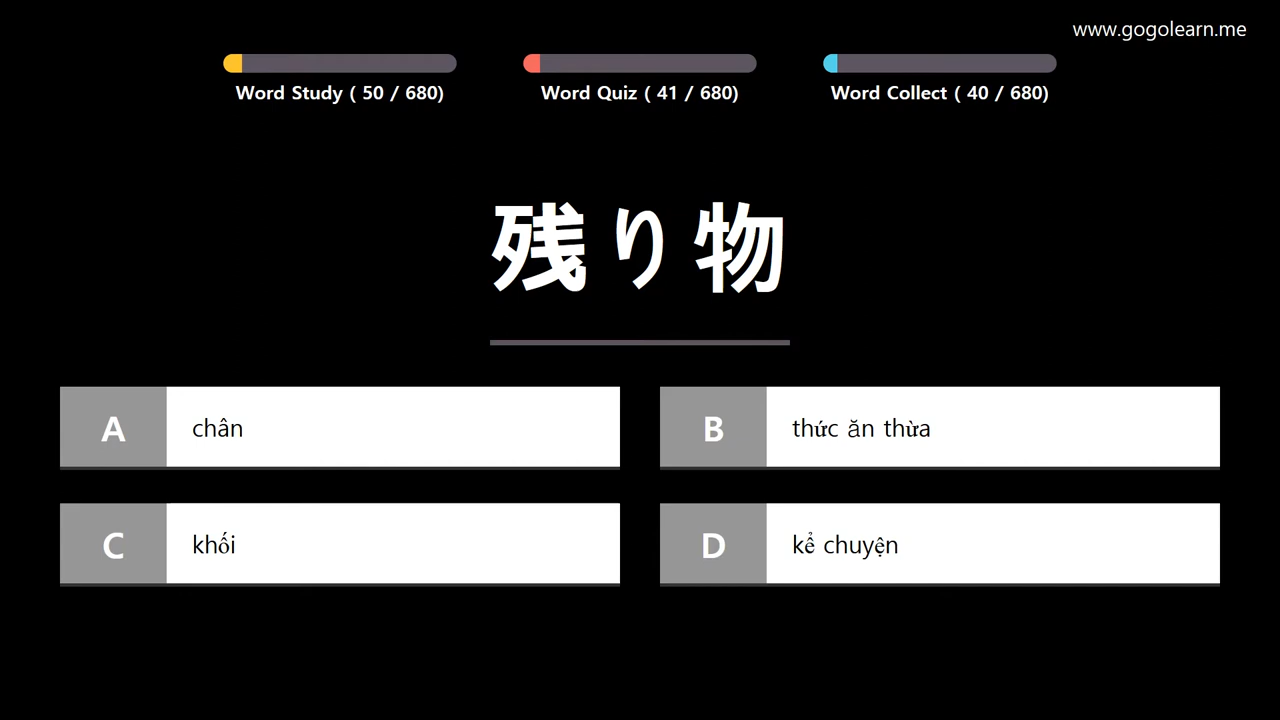 www.gogolearn.me
Word Study ( 50 / 680)
Word Quiz ( 41 / 680)
Word Collect ( 40 / 680)
残り物
A chân
B thức ăn thừa
C khối
D kể chuyện